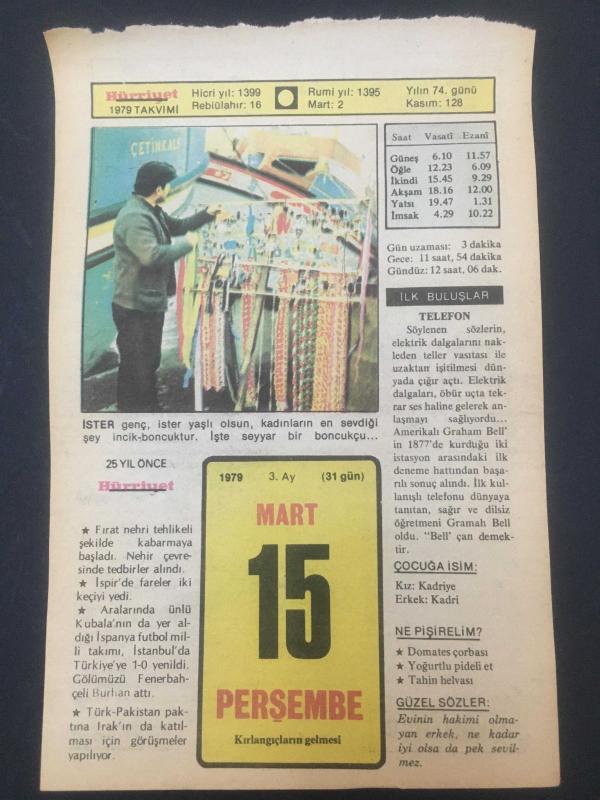 Hürriyet
1979 TAKVİMİ
Hicri yıl: 1399
Rebiülahır: 16
Rumi yıl: 1395
Mart: 2
Yılın 74. günü
Kasım: 128
ÇETİNKALE
Saat Vasatî Ezanî
Güneş 6.10 11.57
Öğle 12.23 6.09
İkindi 15.45 9.29
Akşam 18.16 12.00
Yatsı 19.47 1.31
İmsak 4.29 10.22
Gün uzaması: 3 dakika
Gece: 11 saat, 54 dakika
Gündüz: 12 saat, 06 dak.
İSTER genç, ister yaşlı olsun, kadınların en sevdiği
şey incik-boncuktur. İşte seyyar bir boncukçu...
25 YIL ÖNCE
Hürriyet
★ Fırat nehri tehlikeli
şekilde kabarmaya
başladı. Nehir çevre-
sinde tedbirler alındı.
★ İspir'de fareler iki
keçiyi yedi.
★ Aralarında ünlü
Kubala'nın da yer al-
dığı İspanya futbol mil-
li takımı, İstanbul'da
Türkiye'ye 1-0 yenildi.
Gölümüzü Fenerbah-
çeli Burhan attı.
★ Türk-Pakistan pak-
tına Irak'ın da katıl-
ması için görüşmeler
yapılıyor.
1979 3. Ay (31 gün)
MART
15
PERŞEMBE
Kırlangıçların gelmesi
İLK BULUŞLAR
TELEFON
Söylenen sözlerin,
elektrik dalgalarını nak-
leden teller vasıtası ile
uzaktan işitilmesi dün-
yada çığır açtı. Elektrik
dalgaları, öbür uçta tek-
rar ses haline gelerek an-
laşmayı sağlıyordu...
Amerikalı Graham Bell'
in 1877'de kurduğu iki
istasyon arasındaki ilk
deneme hattından başa-
rılı sonuç alındı. İlk kul-
lanışlı telefonu dünyaya
tanıtan, sağır ve dilsiz
öğretmeni Gramah Bell
oldu. "Bell' çan demek-
tir.
ÇOCUĞA İSİM:
Kız: Kadriye
Erkek: Kadri
NE PİŞİRELİM?
★ Domates çorbası
★ Yoğurtlu pideli et
★ Tahin helvası
GÜZEL SÖZLER:
Evinin hakimi olma-
yan erkek, ne kadar
iyi olsa da pek sevil-
mez.